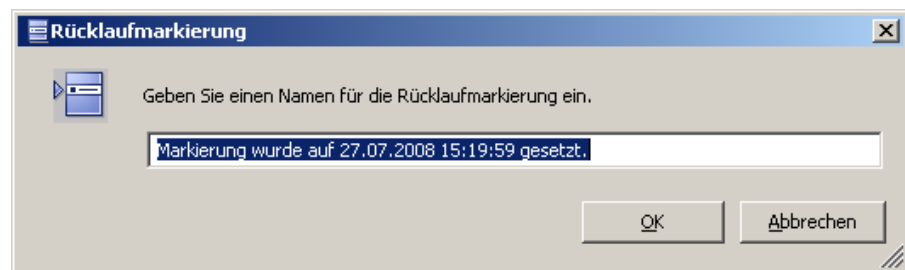 Rücklaufmarkierung
Geben Sie einen Namen für die Rücklaufmarkierung ein.
Markierung wurde auf 27.07.2008 15:19:59 gesetzt.
OK Abbrechen